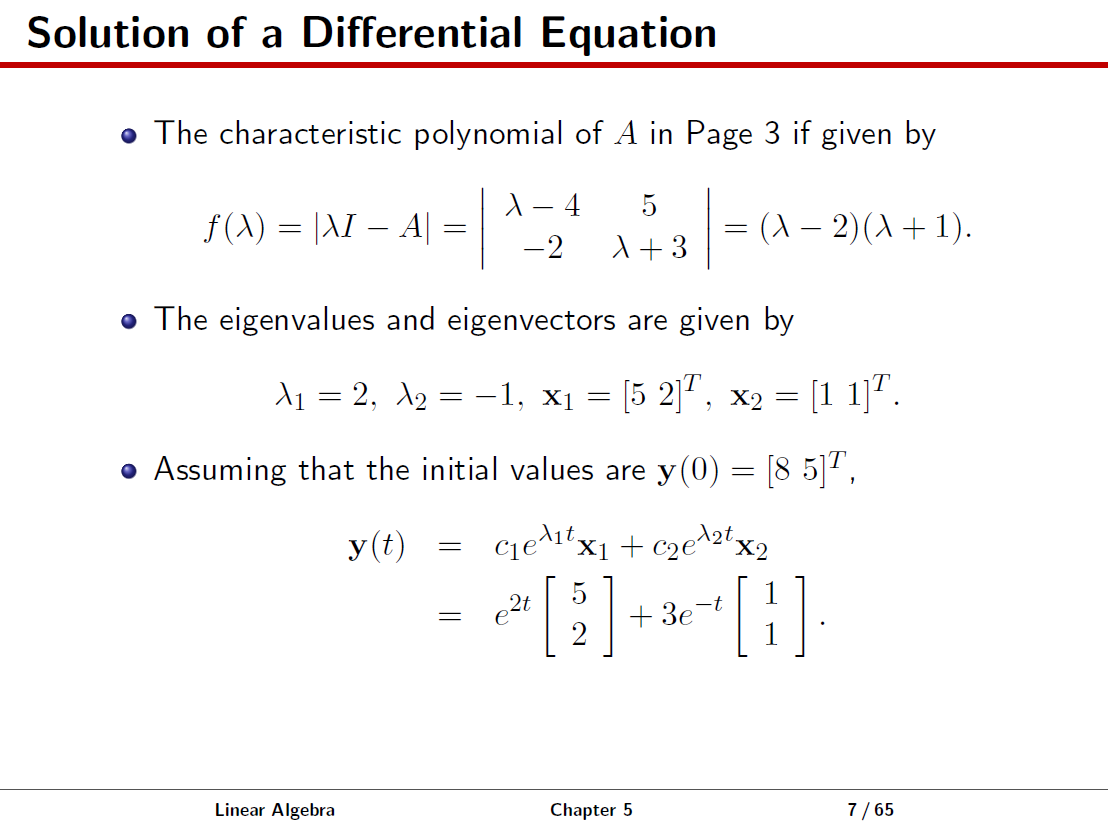 Solution of a Differential Equation
The characteristic polynomial of A in Page 3 if given by
f(λ) = |λI − A| = | λ − 4 5 ; −2 λ + 3 | = (λ − 2)(λ + 1).
The eigenvalues and eigenvectors are given by
λ₁ = 2, λ₂ = −1, x₁ = [5 2]ᵀ, x₂ = [1 1]ᵀ.
Assuming that the initial values are y(0) = [8 5]ᵀ,
y(t) = c₁e^{λ₁t}x₁ + c₂e^{λ₂t}x₂
= e^{2t} [ 5 ; 2 ] + 3e^{−t} [ 1 ; 1 ].
Linear Algebra Chapter 5 7 / 65